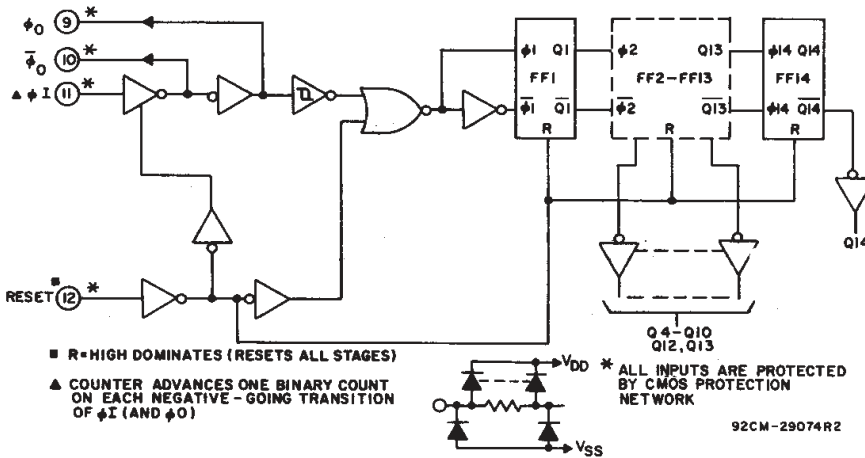 φ0 9 *
φ̅0 10 *
▲ φI 11 *
RESET ■ 12 *
φ1 Q1
FF1
φ̅1 Q̅1
R
φ2 Q13
FF2-FF13
φ̅2 Q̅13
R
φ14 Q14
FF14
φ̅14 Q̅14
R
Q14
Q4-Q10
Q12, Q13
■ R=HIGH DOMINATES (RESETS ALL STAGES)
▲ COUNTER ADVANCES ONE BINARY COUNT
ON EACH NEGATIVE-GOING TRANSITION
OF φI (AND φO)
VDD
VSS
* ALL INPUTS ARE PROTECTED
BY CMOS PROTECTION
NETWORK
92CM-29074R2